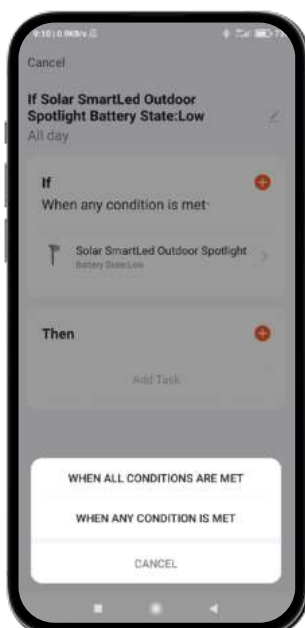 Cancel
If Solar SmartLed Outdoor
Spotlight Battery State:Low
All day
If
When any condition is met
Solar SmartLed Outdoor Spotlight
Battery State:Low
Then
Add Task
WHEN ALL CONDITIONS ARE MET
WHEN ANY CONDITION IS MET
CANCEL